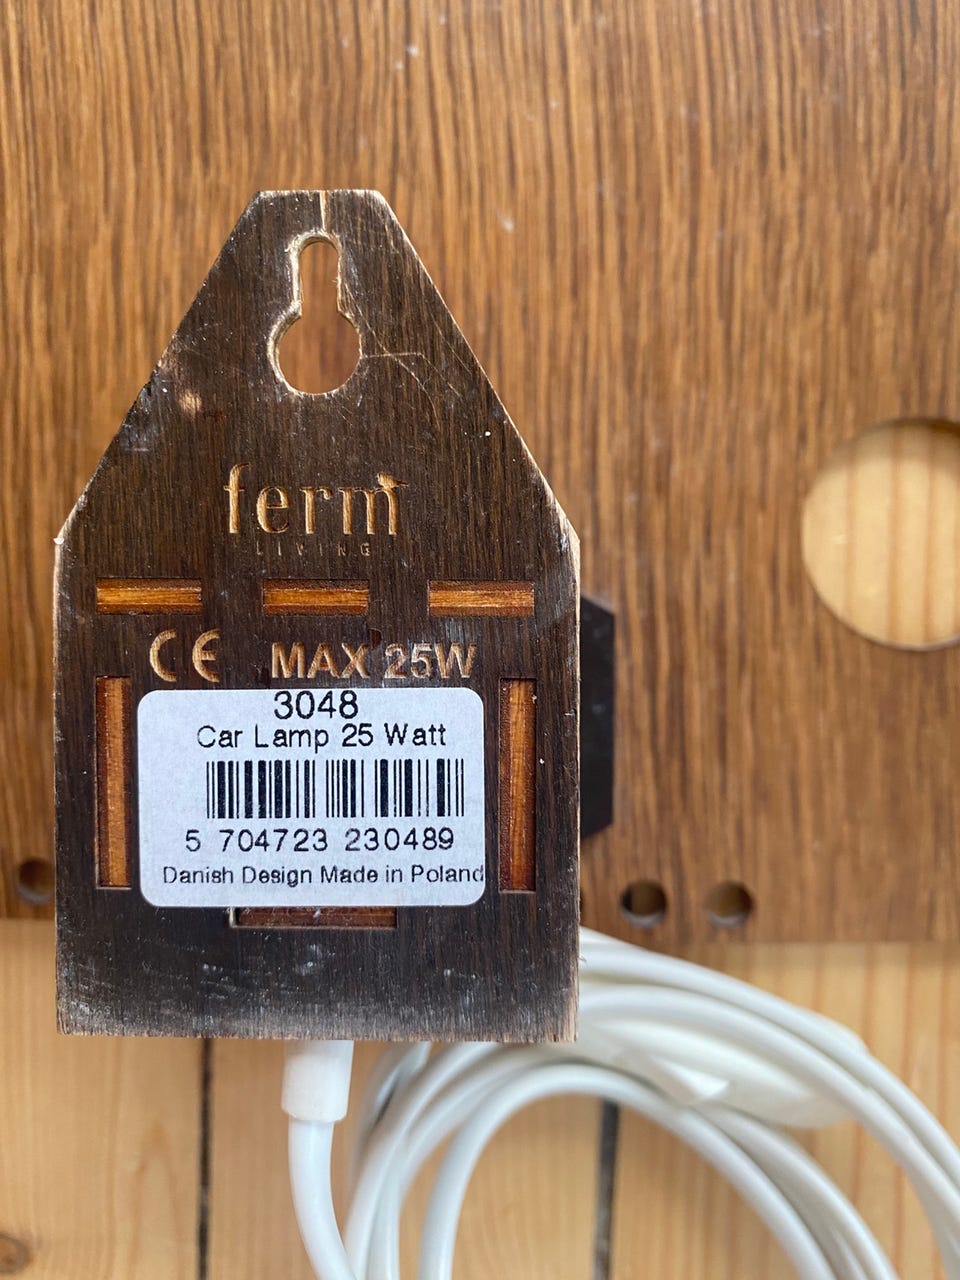 ferm
LIVING
CE MAX 25W
3048
Car Lamp 25 Watt
5 704723 230489
Danish Design Made in Poland